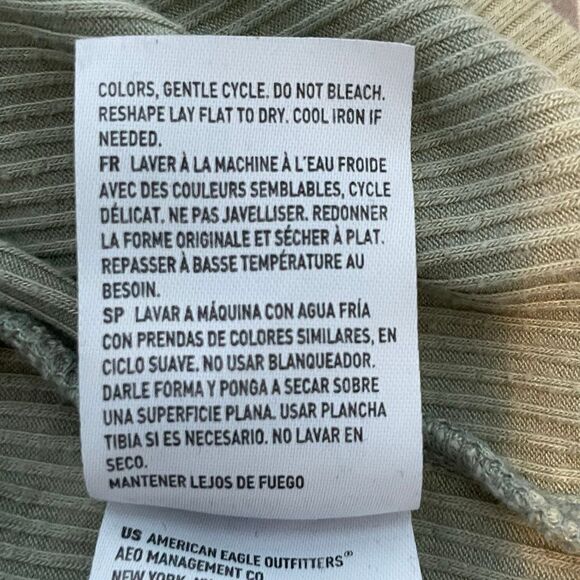 COLORS, GENTLE CYCLE. DO NOT BLEACH.
RESHAPE LAY FLAT TO DRY. COOL IRON IF
NEEDED.
FR LAVER À LA MACHINE À L'EAU FROIDE
AVEC DES COULEURS SEMBLABLES, CYCLE
DÉLICAT. NE PAS JAVELLISER. REDONNER
LA FORME ORIGINALE ET SÉCHER À PLAT.
REPASSER À BASSE TEMPÉRATURE AU
BESOIN.
SP LAVAR A MÁQUINA CON AGUA FRÍA
CON PRENDAS DE COLORES SIMILARES, EN
CICLO SUAVE. NO USAR BLANQUEADOR.
DARLE FORMA Y PONGA A SECAR SOBRE
UNA SUPERFICIE PLANA. USAR PLANCHA
TIBIA SI ES NECESARIO. NO LAVAR EN
SECO.
MANTENER LEJOS DE FUEGO
US AMERICAN EAGLE OUTFITTERS®
AEO MANAGEMENT CO
NEW YORK,